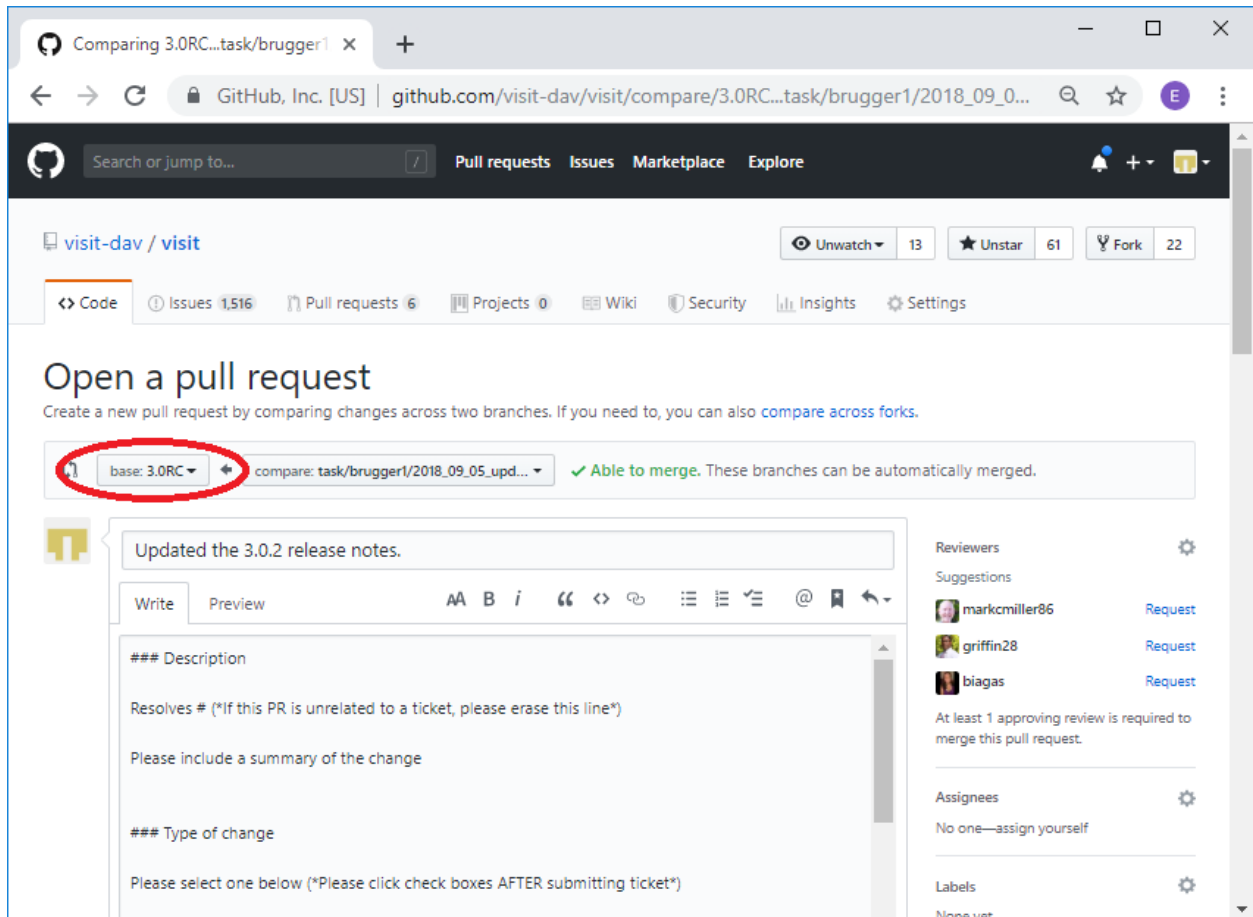 Comparing 3.0RC...task/brugger1
GitHub, Inc. [US] github.com/visit-dav/visit/compare/3.0RC...task/brugger1/2018_09_0... E
Search or jump to... / Pull requests Issues Marketplace Explore
visit-dav / visit Unwatch 13 Unstar 61 Fork 22
Code Issues 1,516 Pull requests 6 Projects 0 Wiki Security Insights Settings
Open a pull request
Create a new pull request by comparing changes across two branches. If you need to, you can also compare across forks.
base: 3.0RC compare: task/brugger1/2018_09_05_upd... Able to merge. These branches can be automatically merged.
Updated the 3.0.2 release notes.
Write Preview AA B i
### Description
Resolves # (*If this PR is unrelated to a ticket, please erase this line*)
Please include a summary of the change
### Type of change
Please select one below (*Please click check boxes AFTER submitting ticket*)
Reviewers
Suggestions
markcmiller86 Request
griffin28 Request
biagas Request
At least 1 approving review is required to
merge this pull request.
Assignees
No one—assign yourself
Labels
None yet